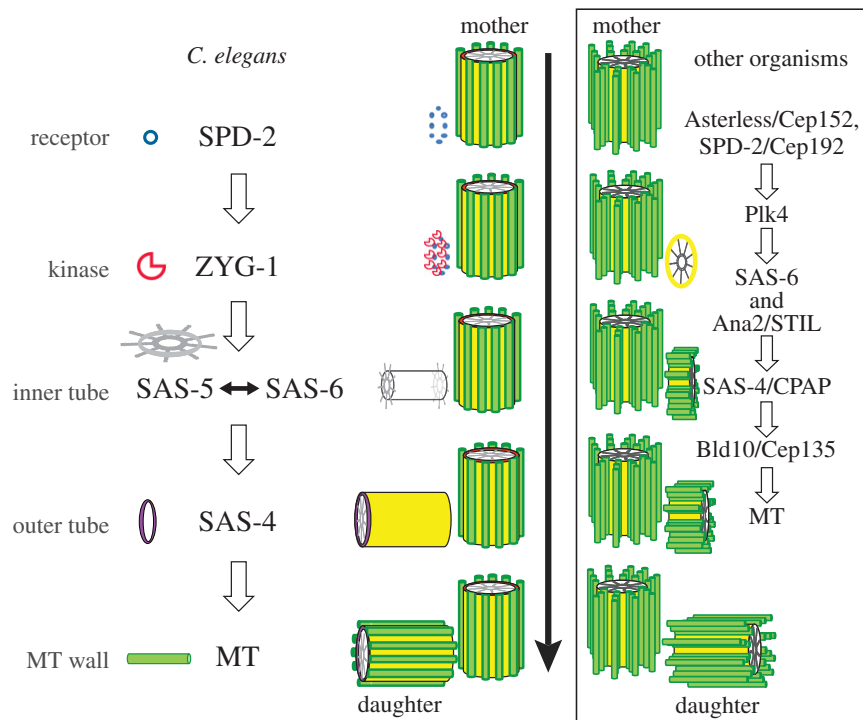 mother
C. elegans
receptor SPD-2
kinase ZYG-1
inner tube SAS-5 SAS-6
outer tube SAS-4
MT wall MT
daughter
mother
other organisms
Asterless/Cep152,
SPD-2/Cep192
Plk4
SAS-6
and
Ana2/STIL
SAS-4/CPAP
Bld10/Cep135
MT
daughter